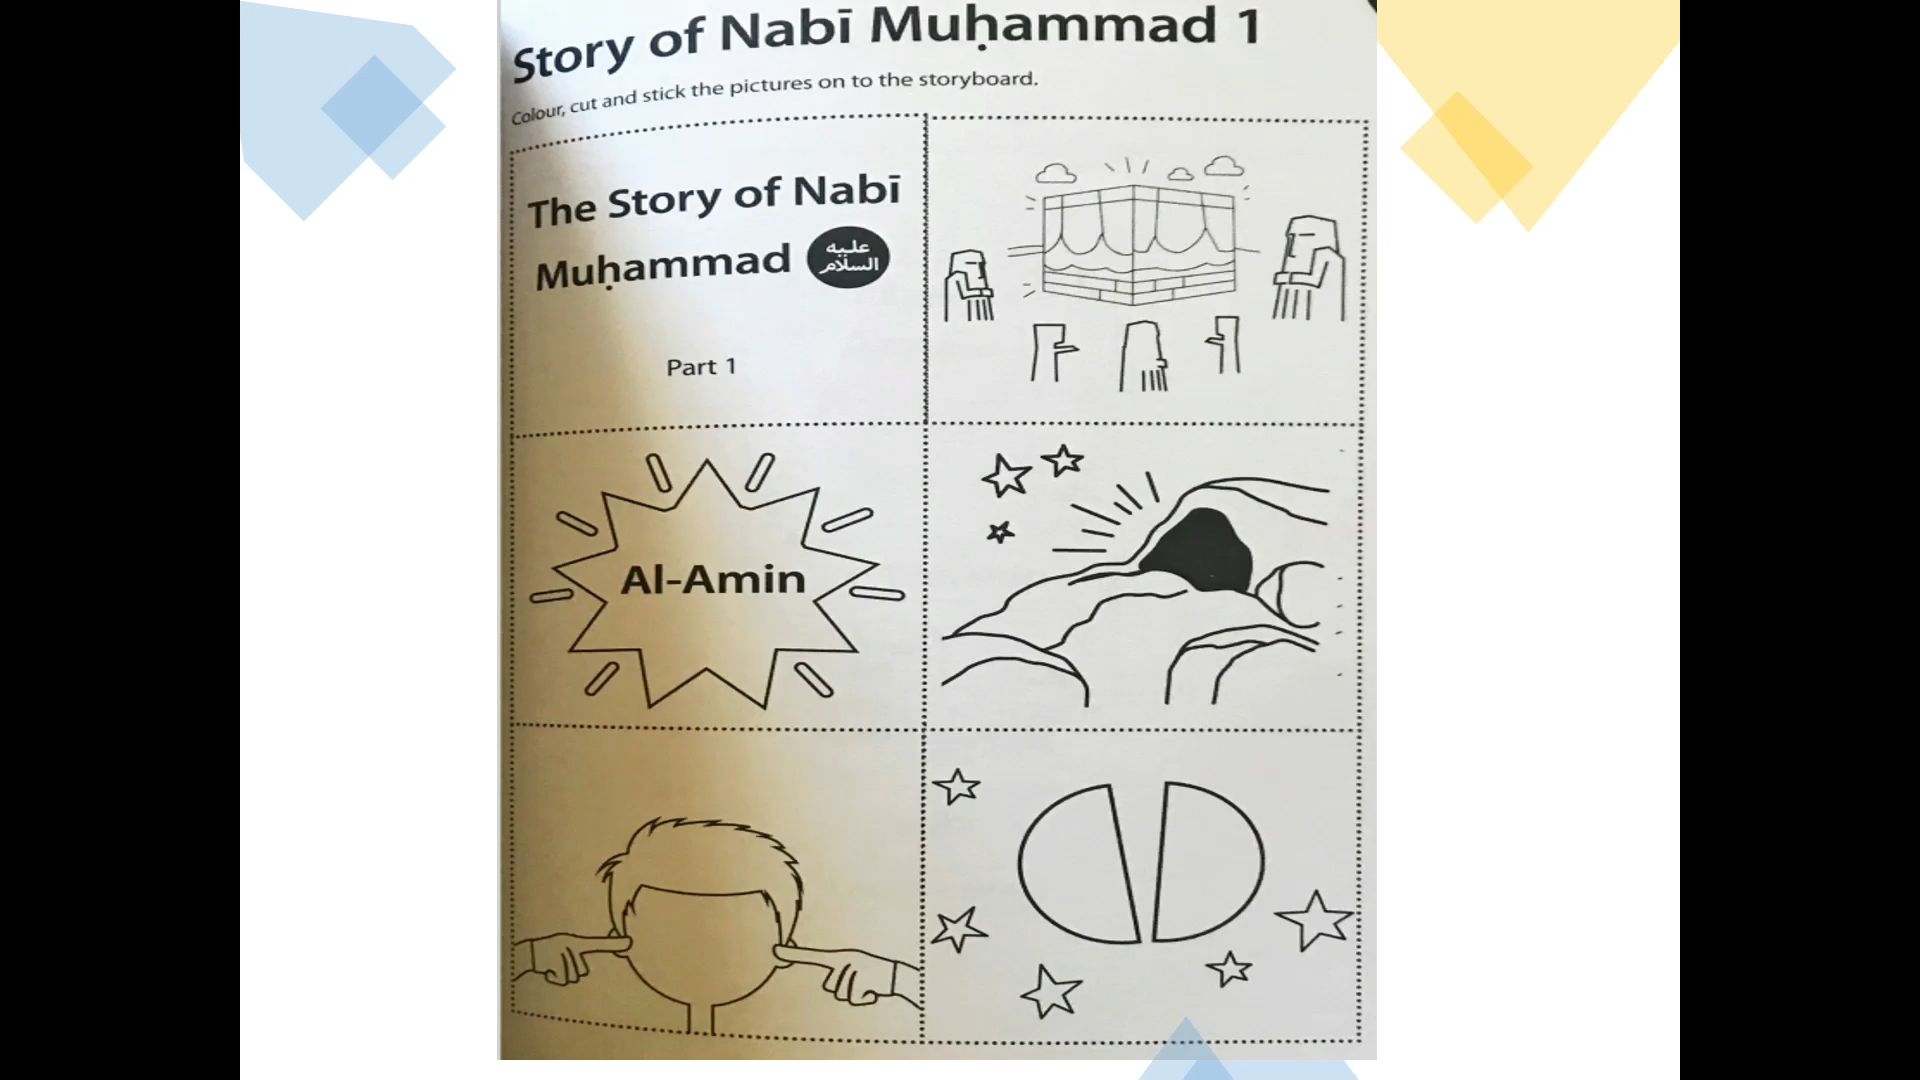 Story of Nabī Muḥammad 1
Colour, cut and stick the pictures on to the storyboard.
The Story of Nabī
Muḥammad عليه السلام
Part 1
Al-Amin